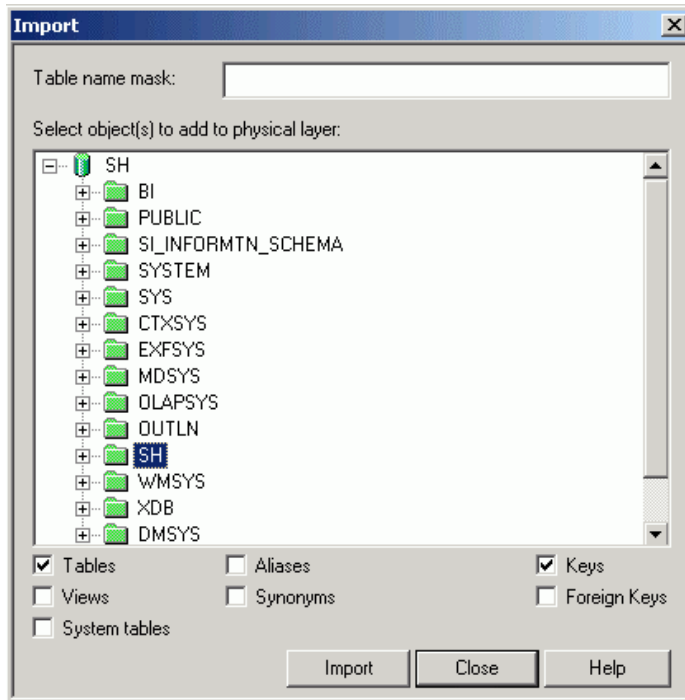 Import
Table name mask:
Select object(s) to add to physical layer:
SH
BI
PUBLIC
SI_INFORMTN_SCHEMA
SYSTEM
SYS
CTXSYS
EXFSYS
MDSYS
OLAPSYS
OUTLN
SH
WMSYS
XDB
DMSYS
Tables Aliases Keys
Views Synonyms Foreign Keys
System tables
Import Close Help